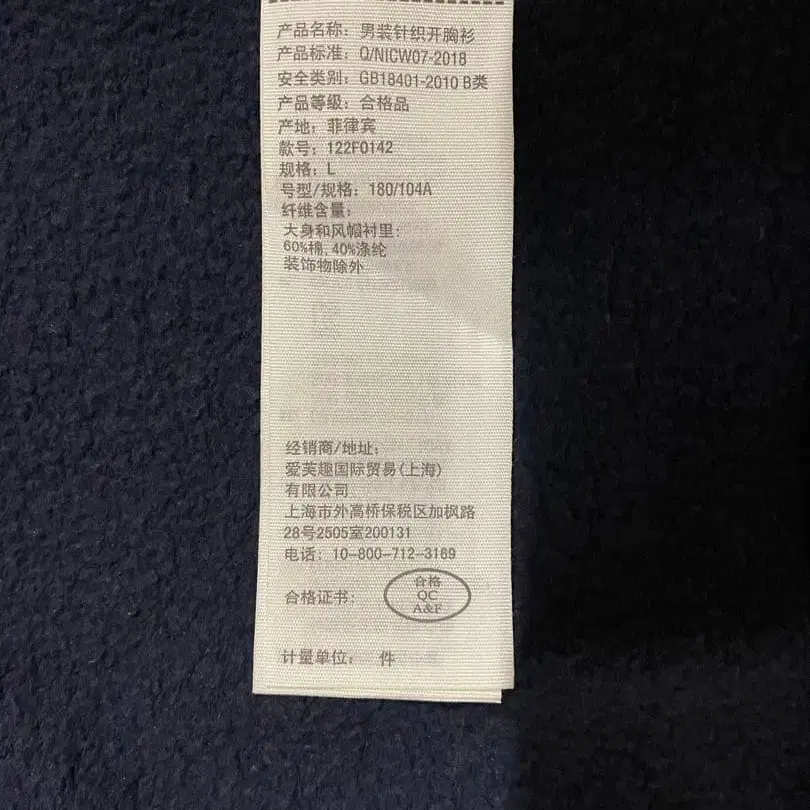 产品名称：男装针织开胸衫
产品标准：Q/NICW07-2018
安全类别：GB18401-2010 B类
产品等级：合格品
产地：菲律宾
款号：122F0142
规格：L
号型/规格：180/104A
纤维含量：
大身和风帽衬里：
60%棉,40%涤纶
装饰物除外
经销商/地址：
爱芙趣国际贸易(上海)
有限公司
上海市外高桥保税区加枫路
28号2505室200131
电话：10-800-712-3169
合格
QC
A&F
合格证书：
计量单位： 件